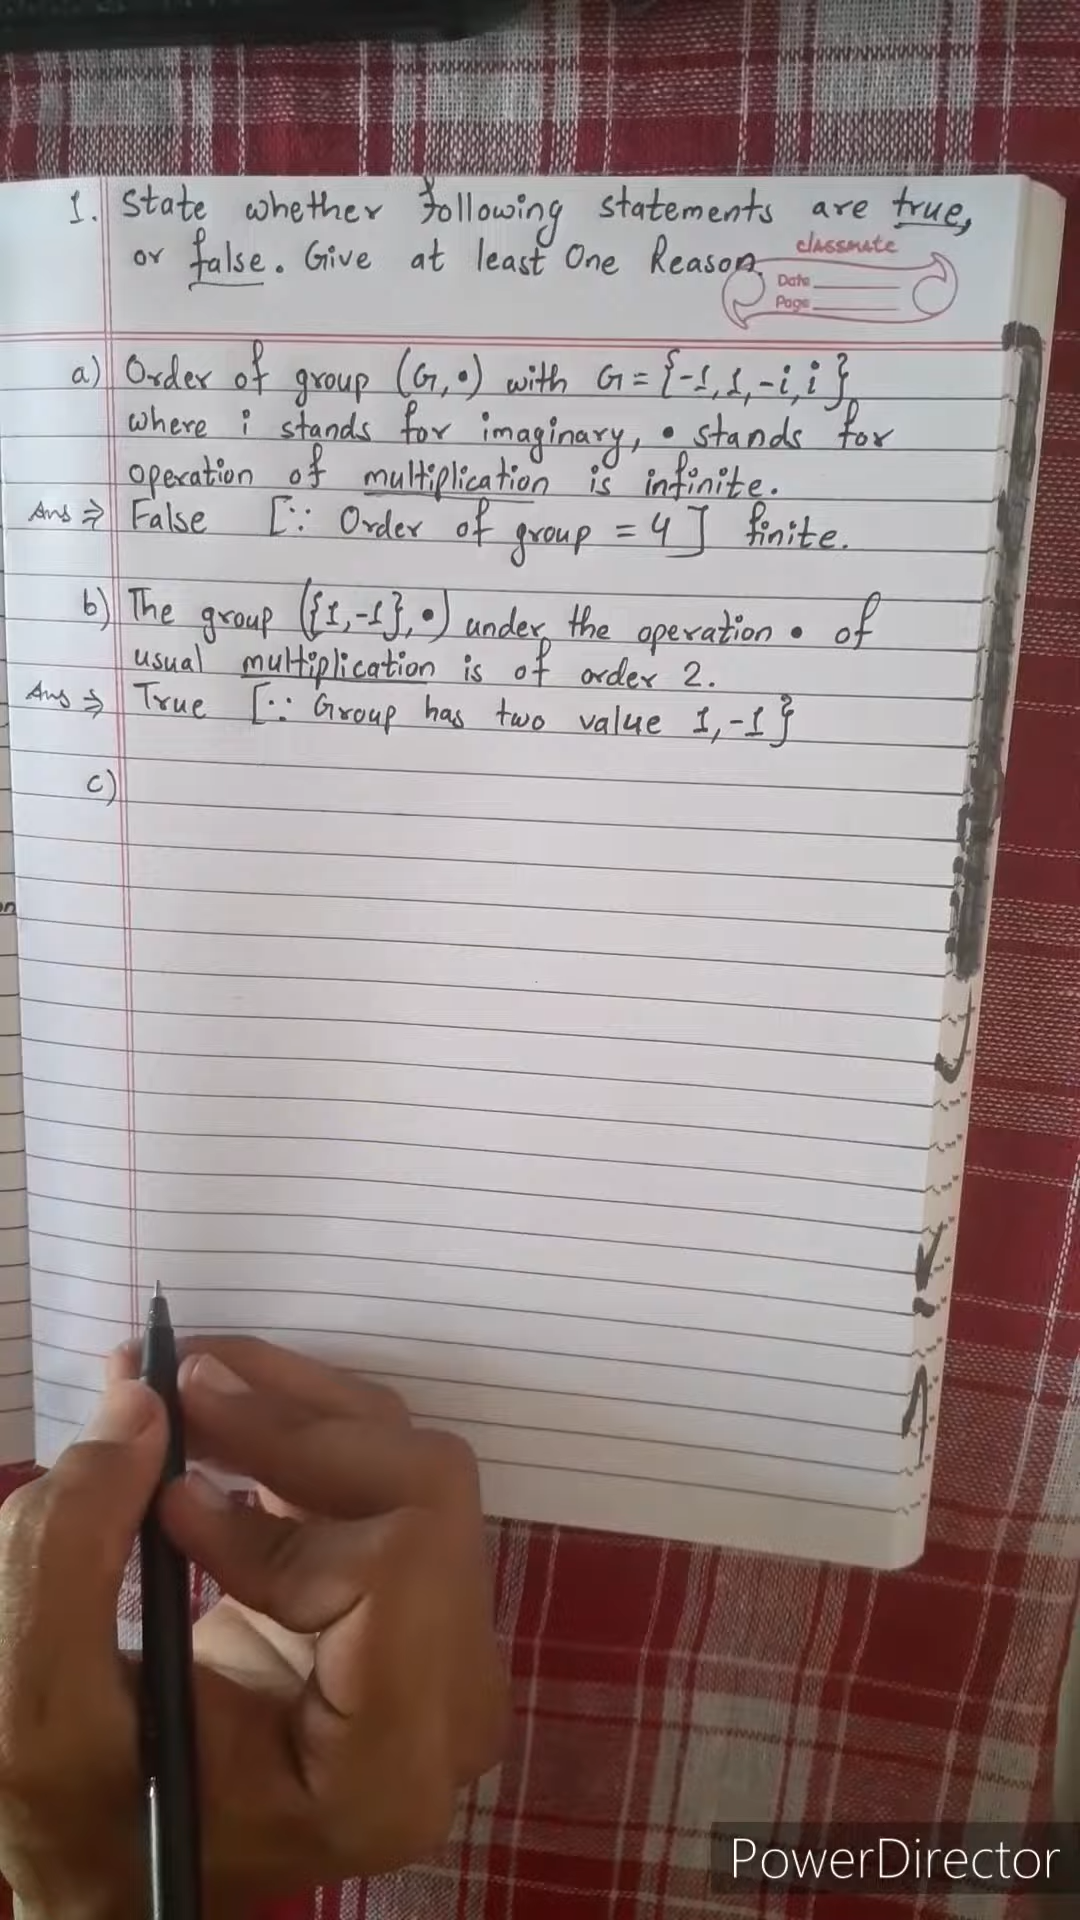 1. State whether following statements are true,
or false. Give at least One Reason.
classmate
Date
Page
a) Order of group (G, •) with G = {-1, 1, -i, i}
where i stands for imaginary, • stands for
operation of multiplication is infinite.
Ans ⇒ False [∵ Order of group = 4] finite.
b) The group ({1, -1}, •) under the operation • of
usual multiplication is of order 2.
Ans ⇒ True [∵ Group has two value 1, -1}
c)
on
PowerDirector